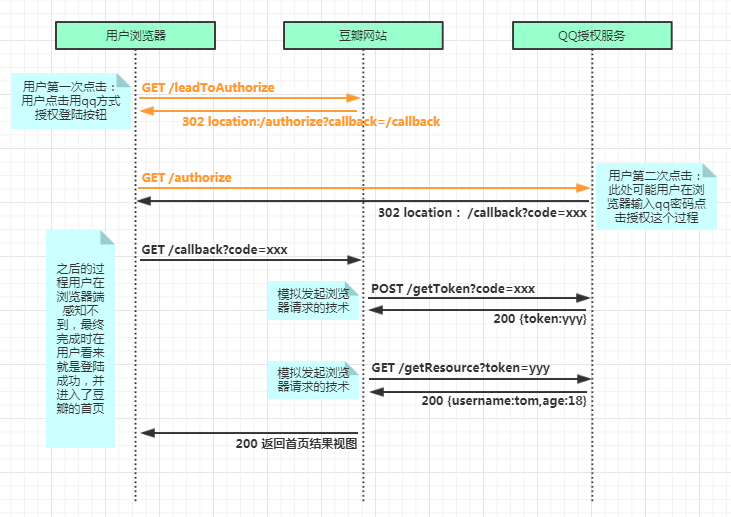 用户浏览器
豆瓣网站
QQ授权服务
用户第一次点击：
用户点击用qq方式
授权登陆按钮
GET /leadToAuthorize
302 location:/authorize?callback=/callback
GET /authorize
用户第二次点击：
此处可能用户在浏
览器输入qq密码点
击授权这个过程
302 location： /callback?code=xxx
之后的过
程用户在
浏览器端
感知不
到，最终
完成时在
用户看来
就是登陆
成功，并
进入了豆
瓣的首页
GET /callback?code=xxx
模拟发起浏览
器请求的技术
POST /getToken?code=xxx
200 {token:yyy}
模拟发起浏览
器请求的技术
GET /getResource?token=yyy
200 {username:tom,age:18}
200 返回首页结果视图